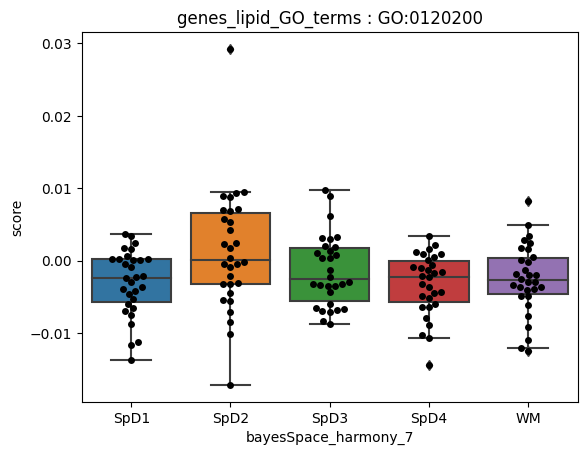 genes_lipid_GO_terms : GO:0120200
0.03
0.02
0.01
0.00
−0.01
score
SpD1 SpD2 SpD3 SpD4 WM
bayesSpace_harmony_7